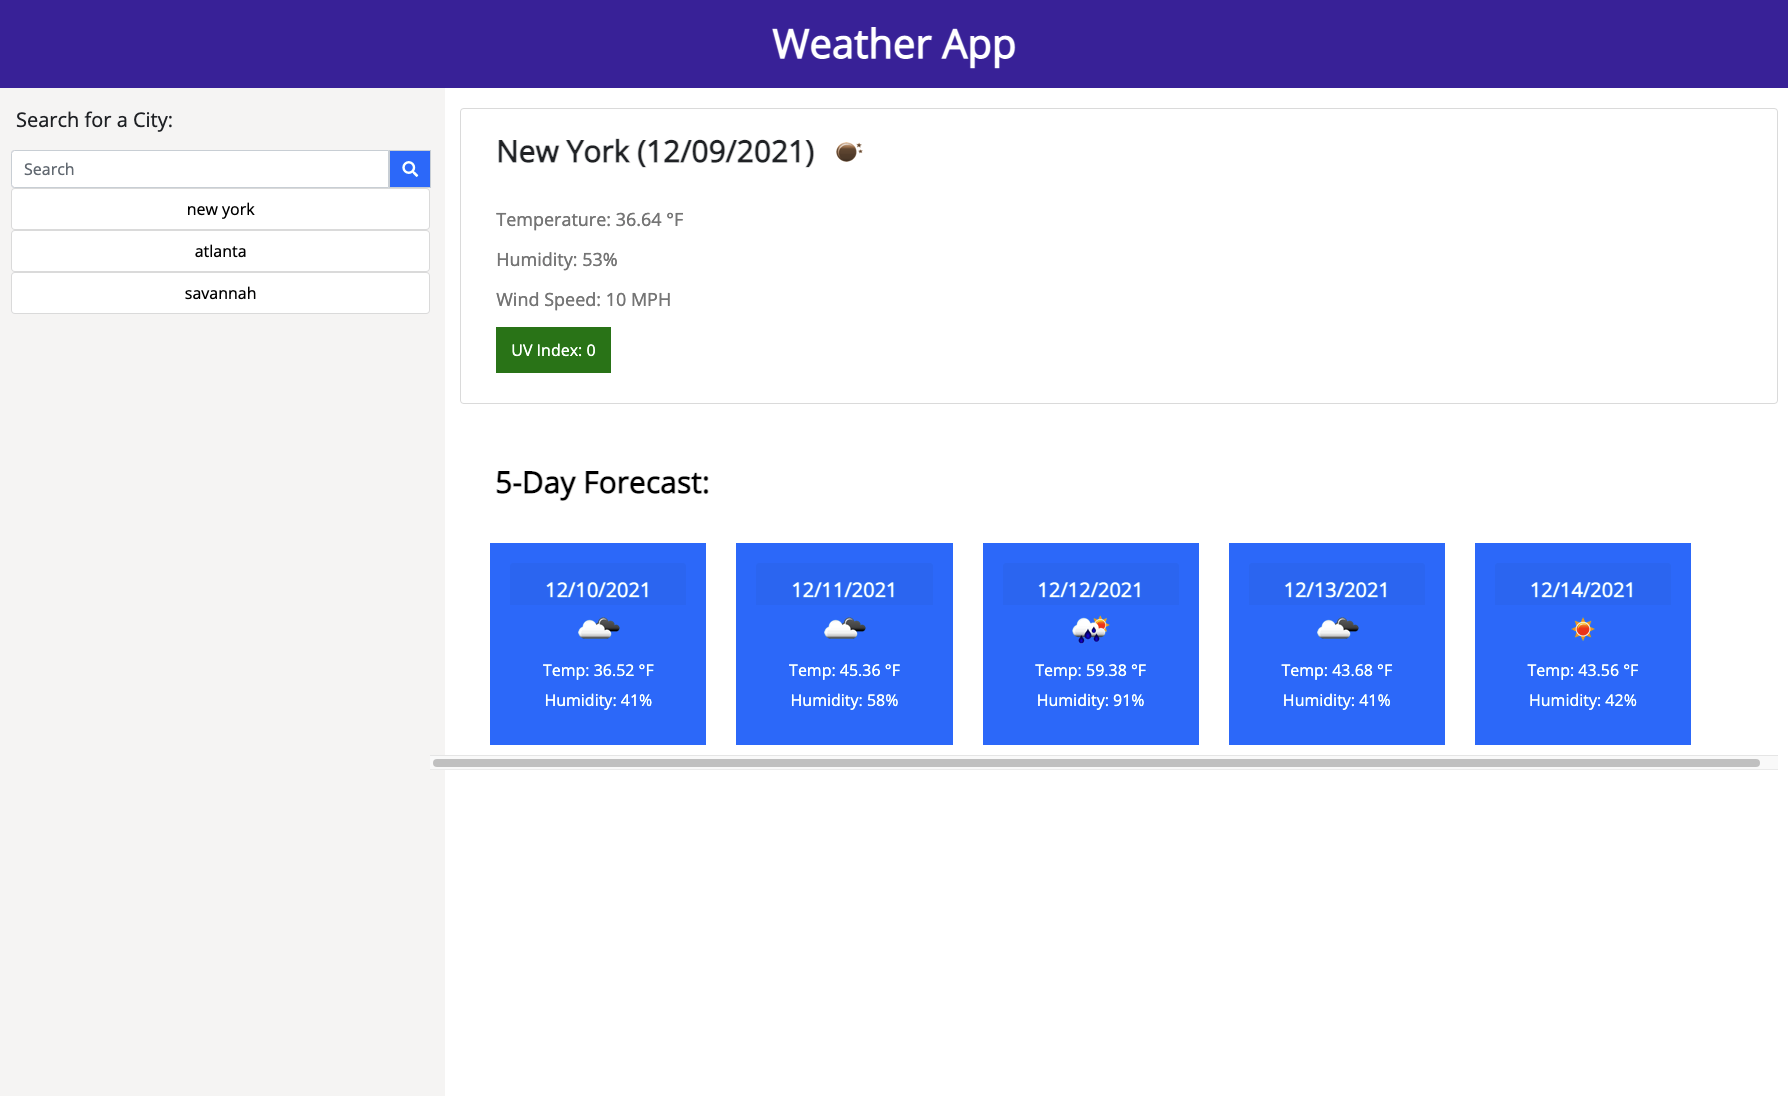 Weather App
Search for a City:
Search
new york
atlanta
savannah
New York (12/09/2021)
Temperature: 36.64 °F
Humidity: 53%
Wind Speed: 10 MPH
UV Index: 0
5-Day Forecast:
12/10/2021
Temp: 36.52 °F
Humidity: 41%
12/11/2021
Temp: 45.36 °F
Humidity: 58%
12/12/2021
Temp: 59.38 °F
Humidity: 91%
12/13/2021
Temp: 43.68 °F
Humidity: 41%
12/14/2021
Temp: 43.56 °F
Humidity: 42%